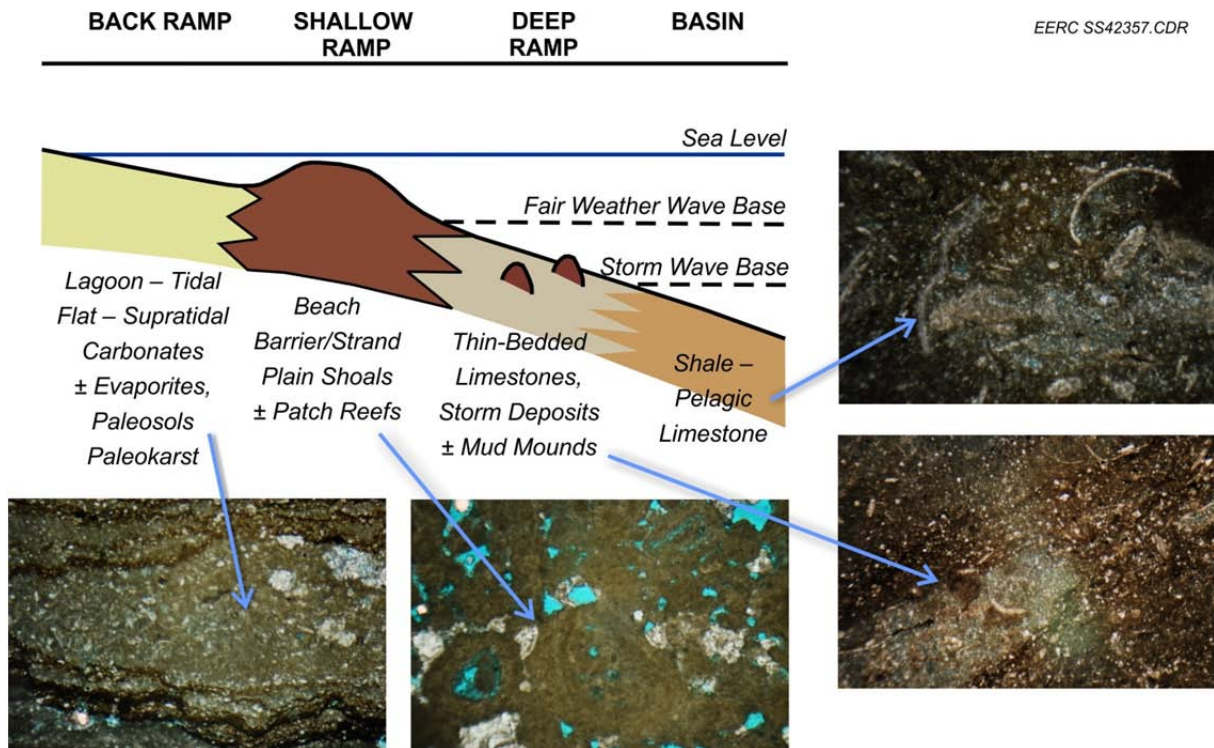 BACK RAMP
SHALLOW
RAMP
DEEP
RAMP
BASIN
EERC SS42357.CDR
Sea Level
Fair Weather Wave Base
Storm Wave Base
Lagoon – Tidal
Flat – Supratidal
Carbonates
± Evaporites,
Paleosols
Paleokarst
Beach
Barrier/Strand
Plain Shoals
± Patch Reefs
Thin-Bedded
Limestones,
Storm Deposits
± Mud Mounds
Shale –
Pelagic
Limestone